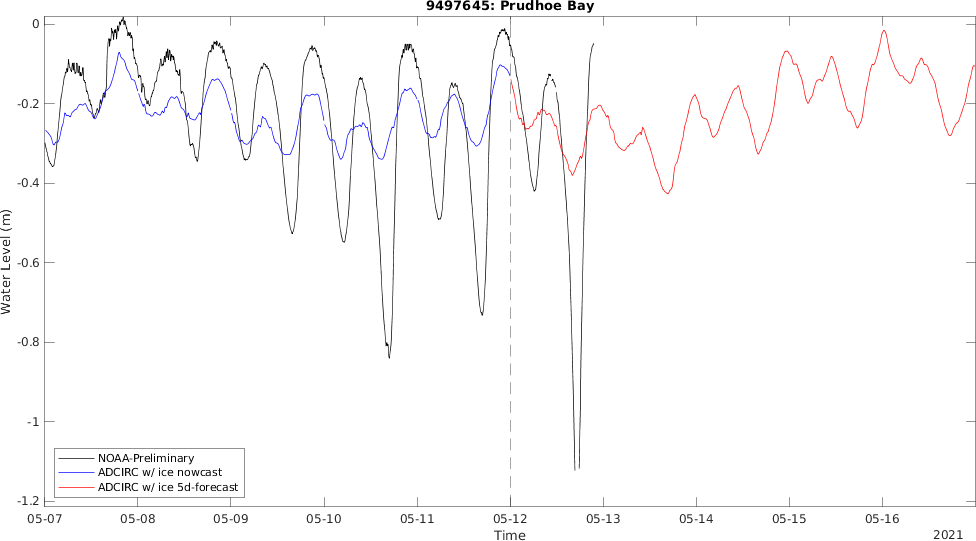 9497645: Prudhoe Bay
0
-0.2
-0.4
-0.6
-0.8
-1
-1.2
Water Level (m)
NOAA-Preliminary
ADCIRC w/ ice nowcast
ADCIRC w/ ice 5d-forecast
05-07 05-08 05-09 05-10 05-11 05-12 05-13 05-14 05-15 05-16
Time
2021